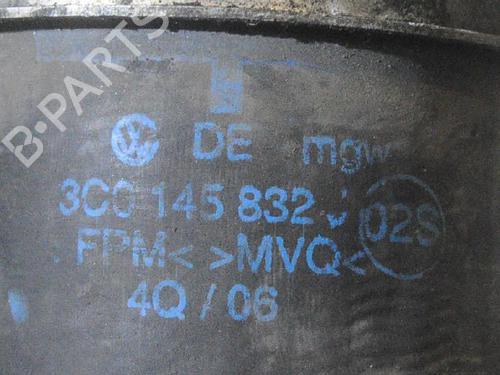 B-PARTS
DE mgw
3C0 145 832 J 02S
FPM< >MVQ<
4Q/06